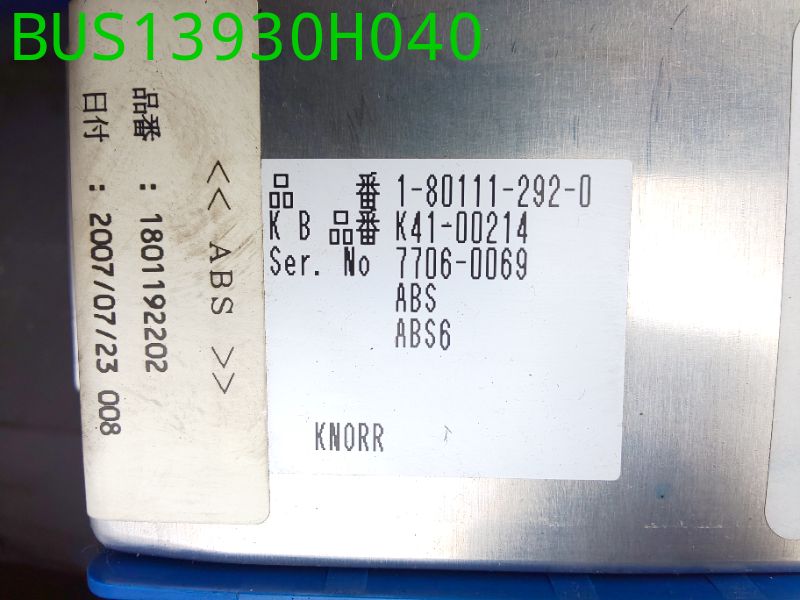 BUS13930H040
品番 : 1801192202
日付 : 2007/07/23 008
<< ABS >>
品 番 1-80111-292-0
K B 品番 K41-00214
Ser. No 7706-0069
ABS
ABS6
KNORR